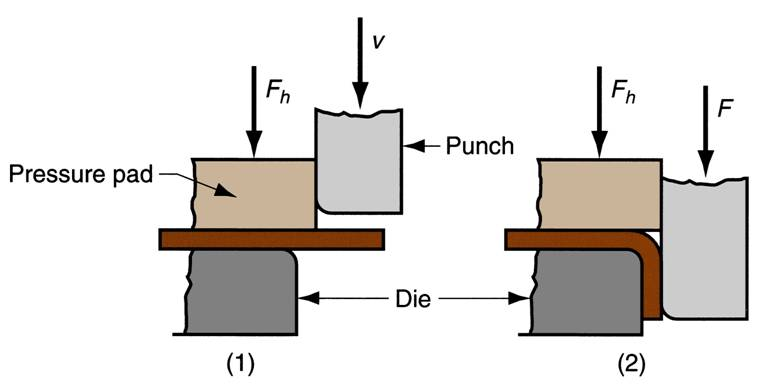 v
F_h
Punch
Pressure pad
Die
F_h
F
(1)
(2)